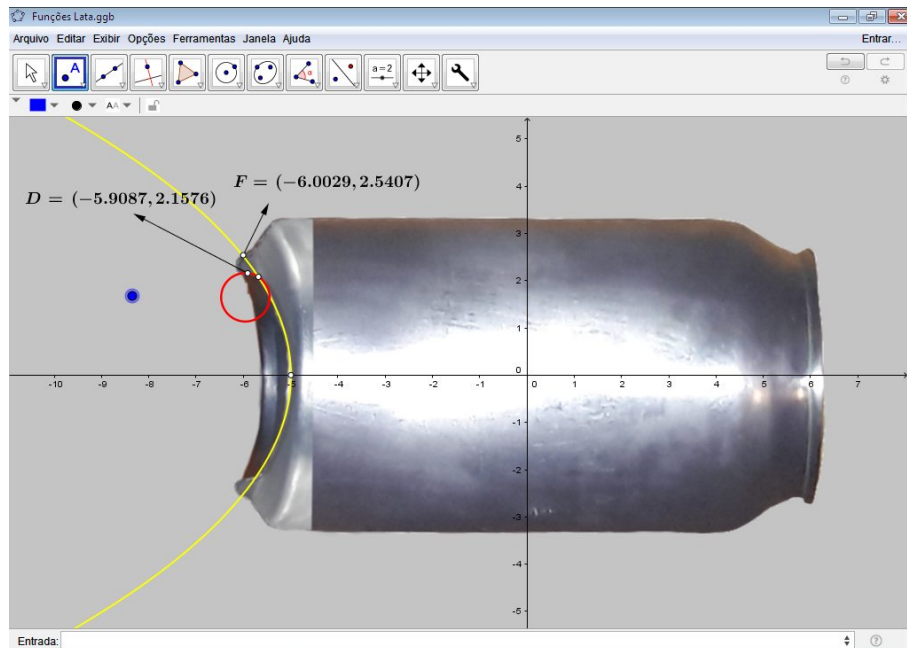 Funções Lata.ggb
Arquivo Editar Exibir Opções Ferramentas Janela Ajuda
Entrar...
A
a=2
AA
5
4
3
2
1
0
-10 -9 -8 -7 -6 -5 -4 -3 -2 -1 0 1 2 3 4 5 6 7
-1
-2
-3
-4
-5
F = (−6.0029, 2.5407)
D = (−5.9087, 2.1576)
Entrada: